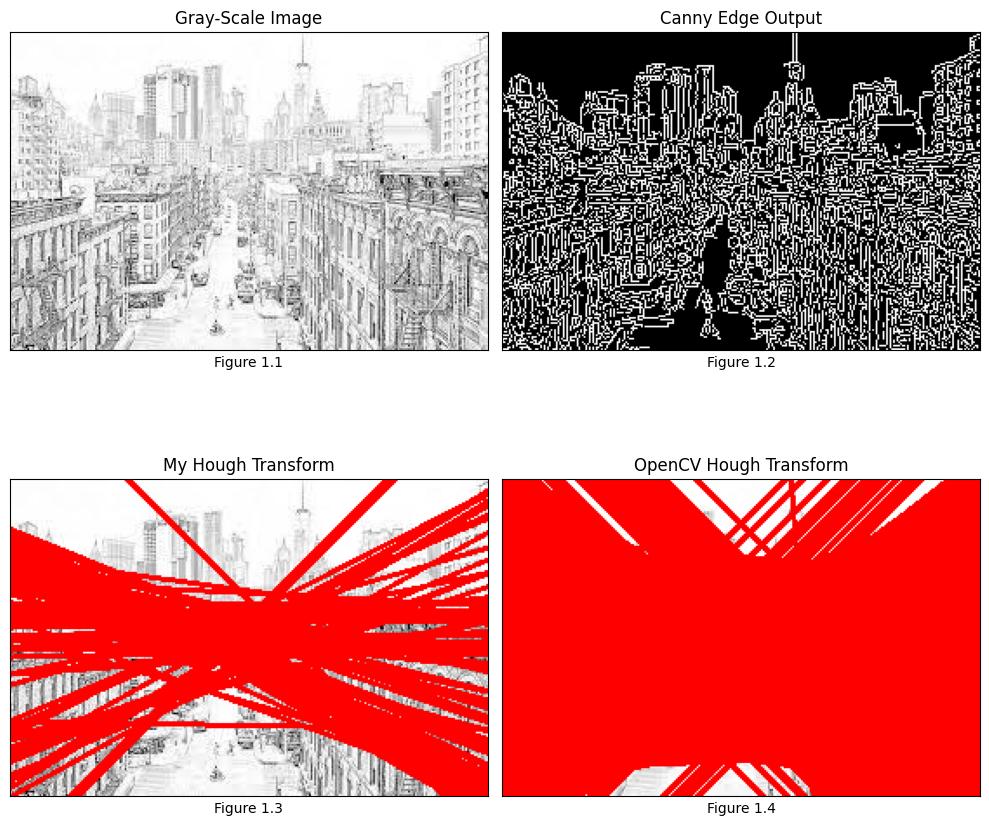 Gray-Scale Image
Canny Edge Output
Figure 1.1
Figure 1.2
My Hough Transform
OpenCV Hough Transform
Figure 1.3
Figure 1.4